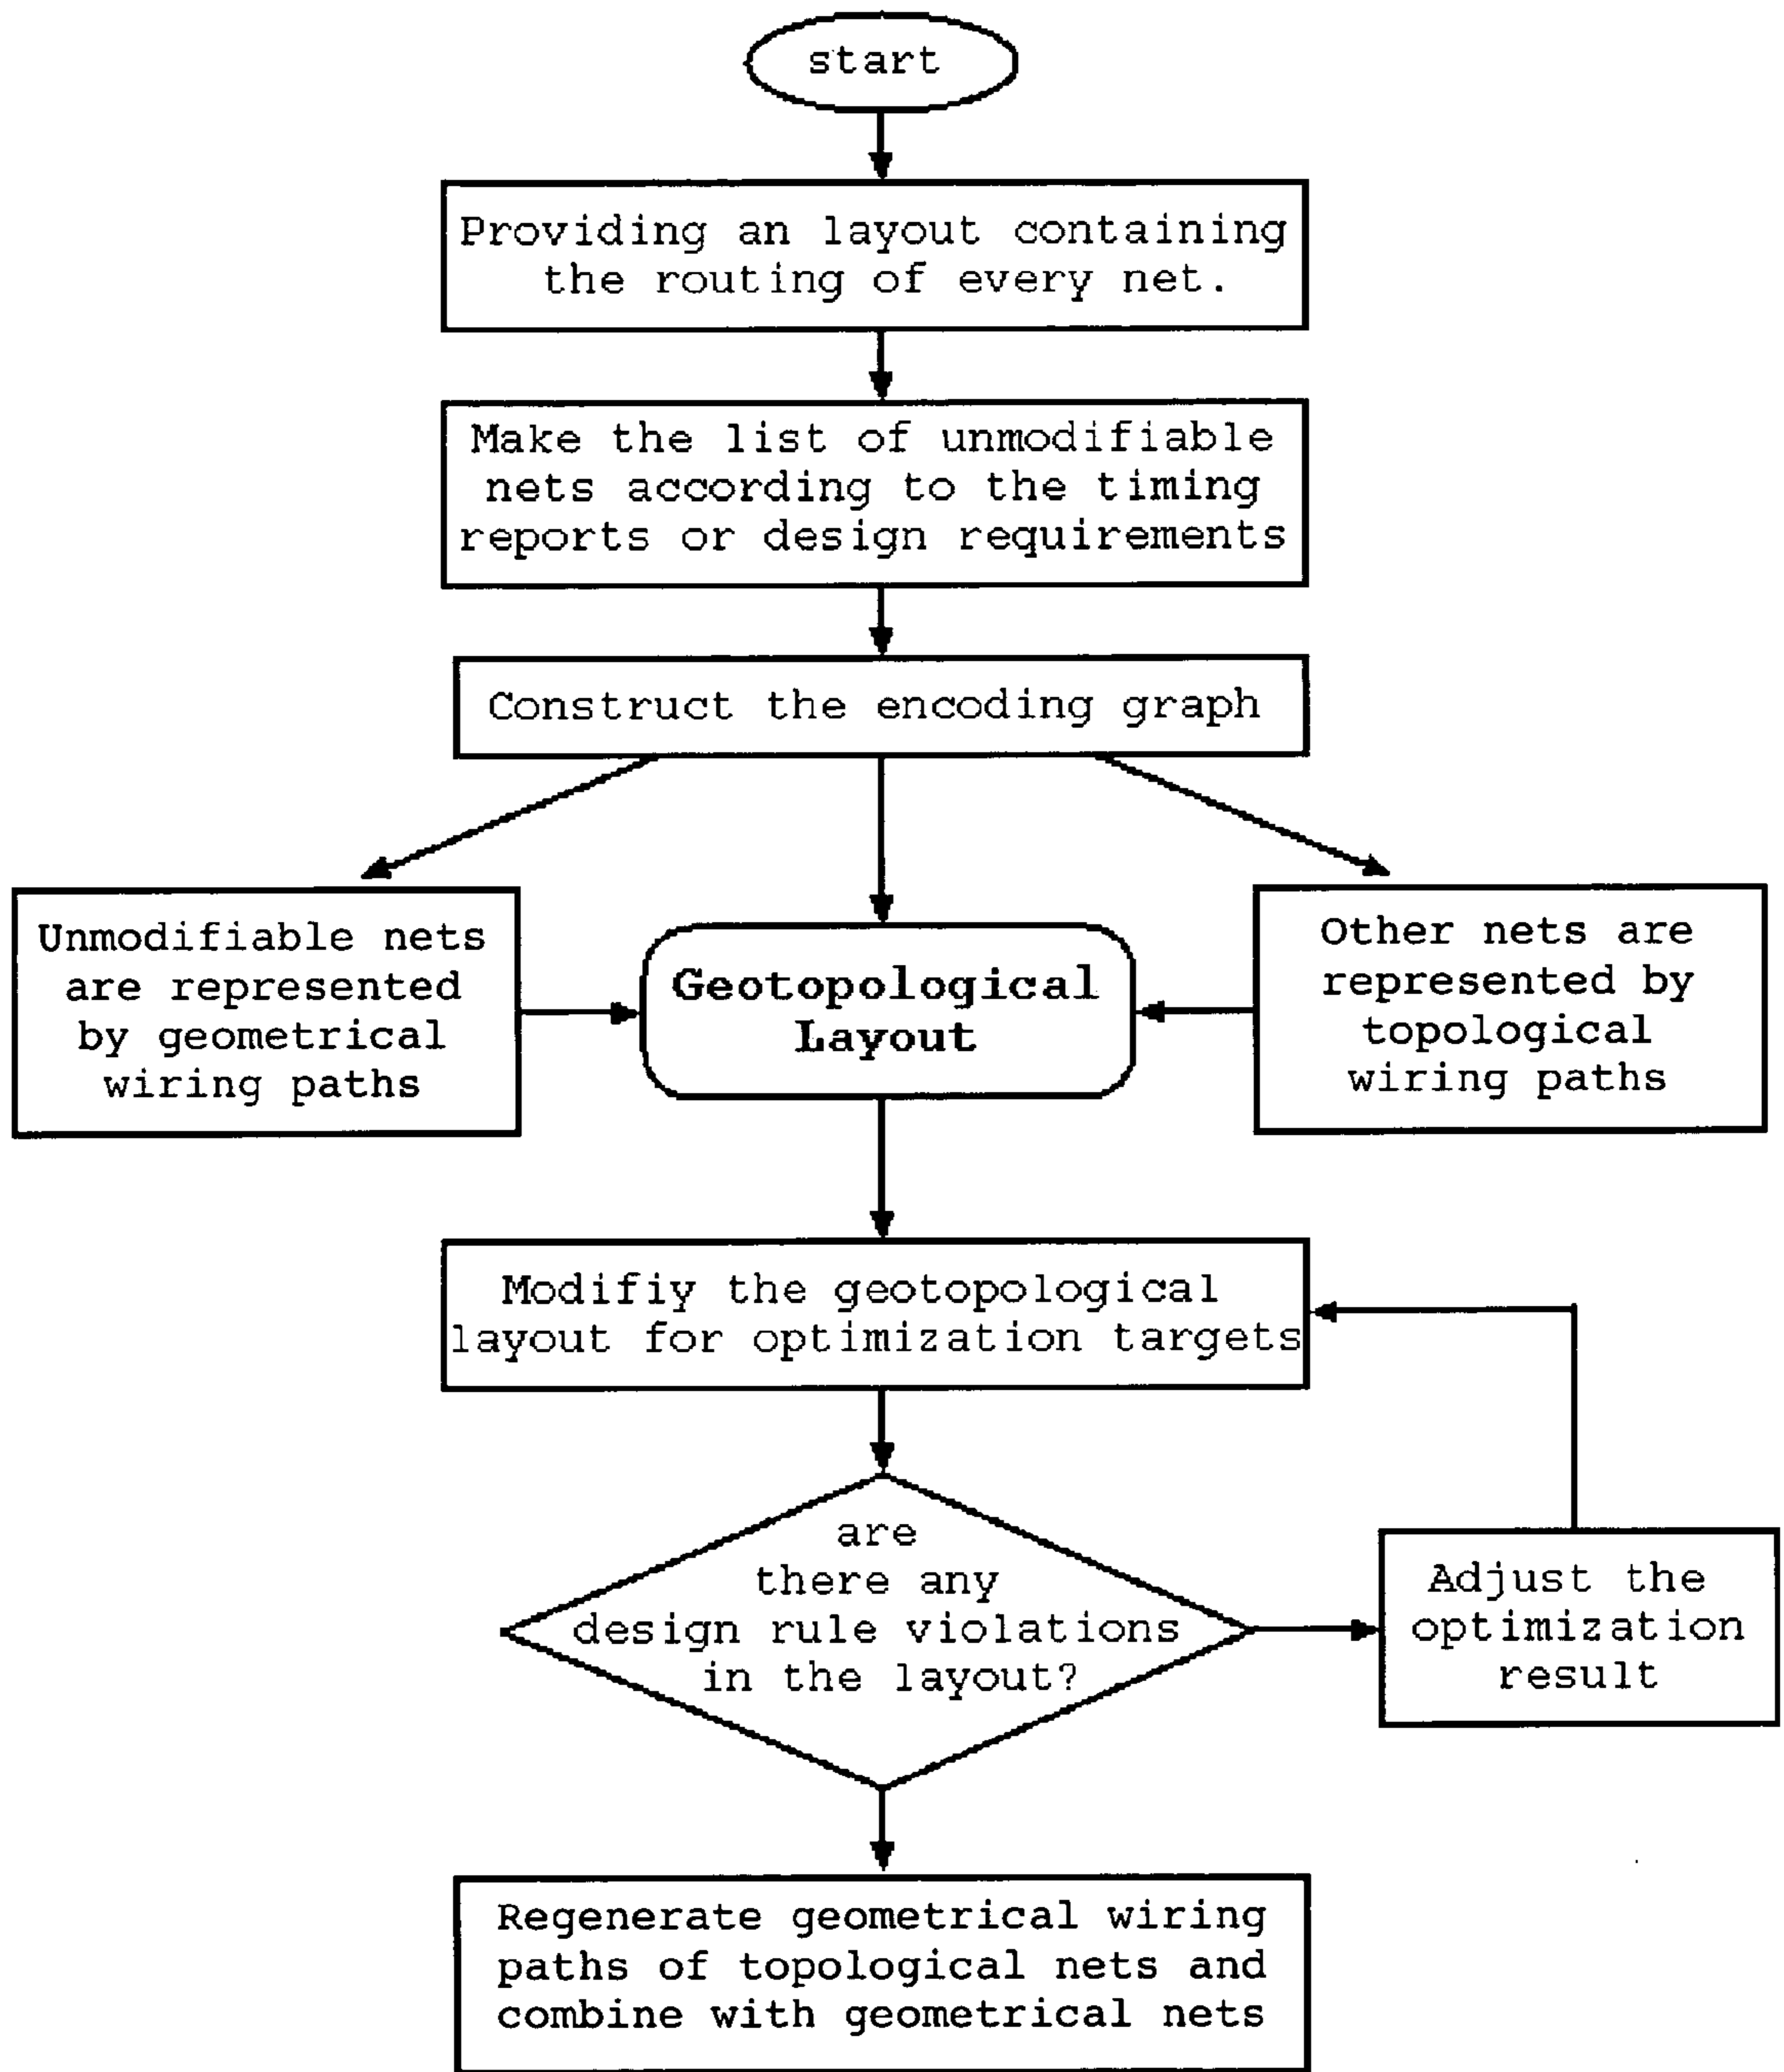 start
Providing an layout containing
the routing of every net.
Make the list of unmodifiable
nets according to the timing
reports or design requirements
Construct the encoding graph
Unmodifiable nets
are represented
by geometrical
wiring paths
Geotopological
Layout
Other nets are
represented by
topological
wiring paths
Modifiy the geotopological
layout for optimization targets
are
there any
design rule violations
in the layout?
Adjust the
optimization
result
Regenerate geometrical wiring
paths of topological nets and
combine with geometrical nets